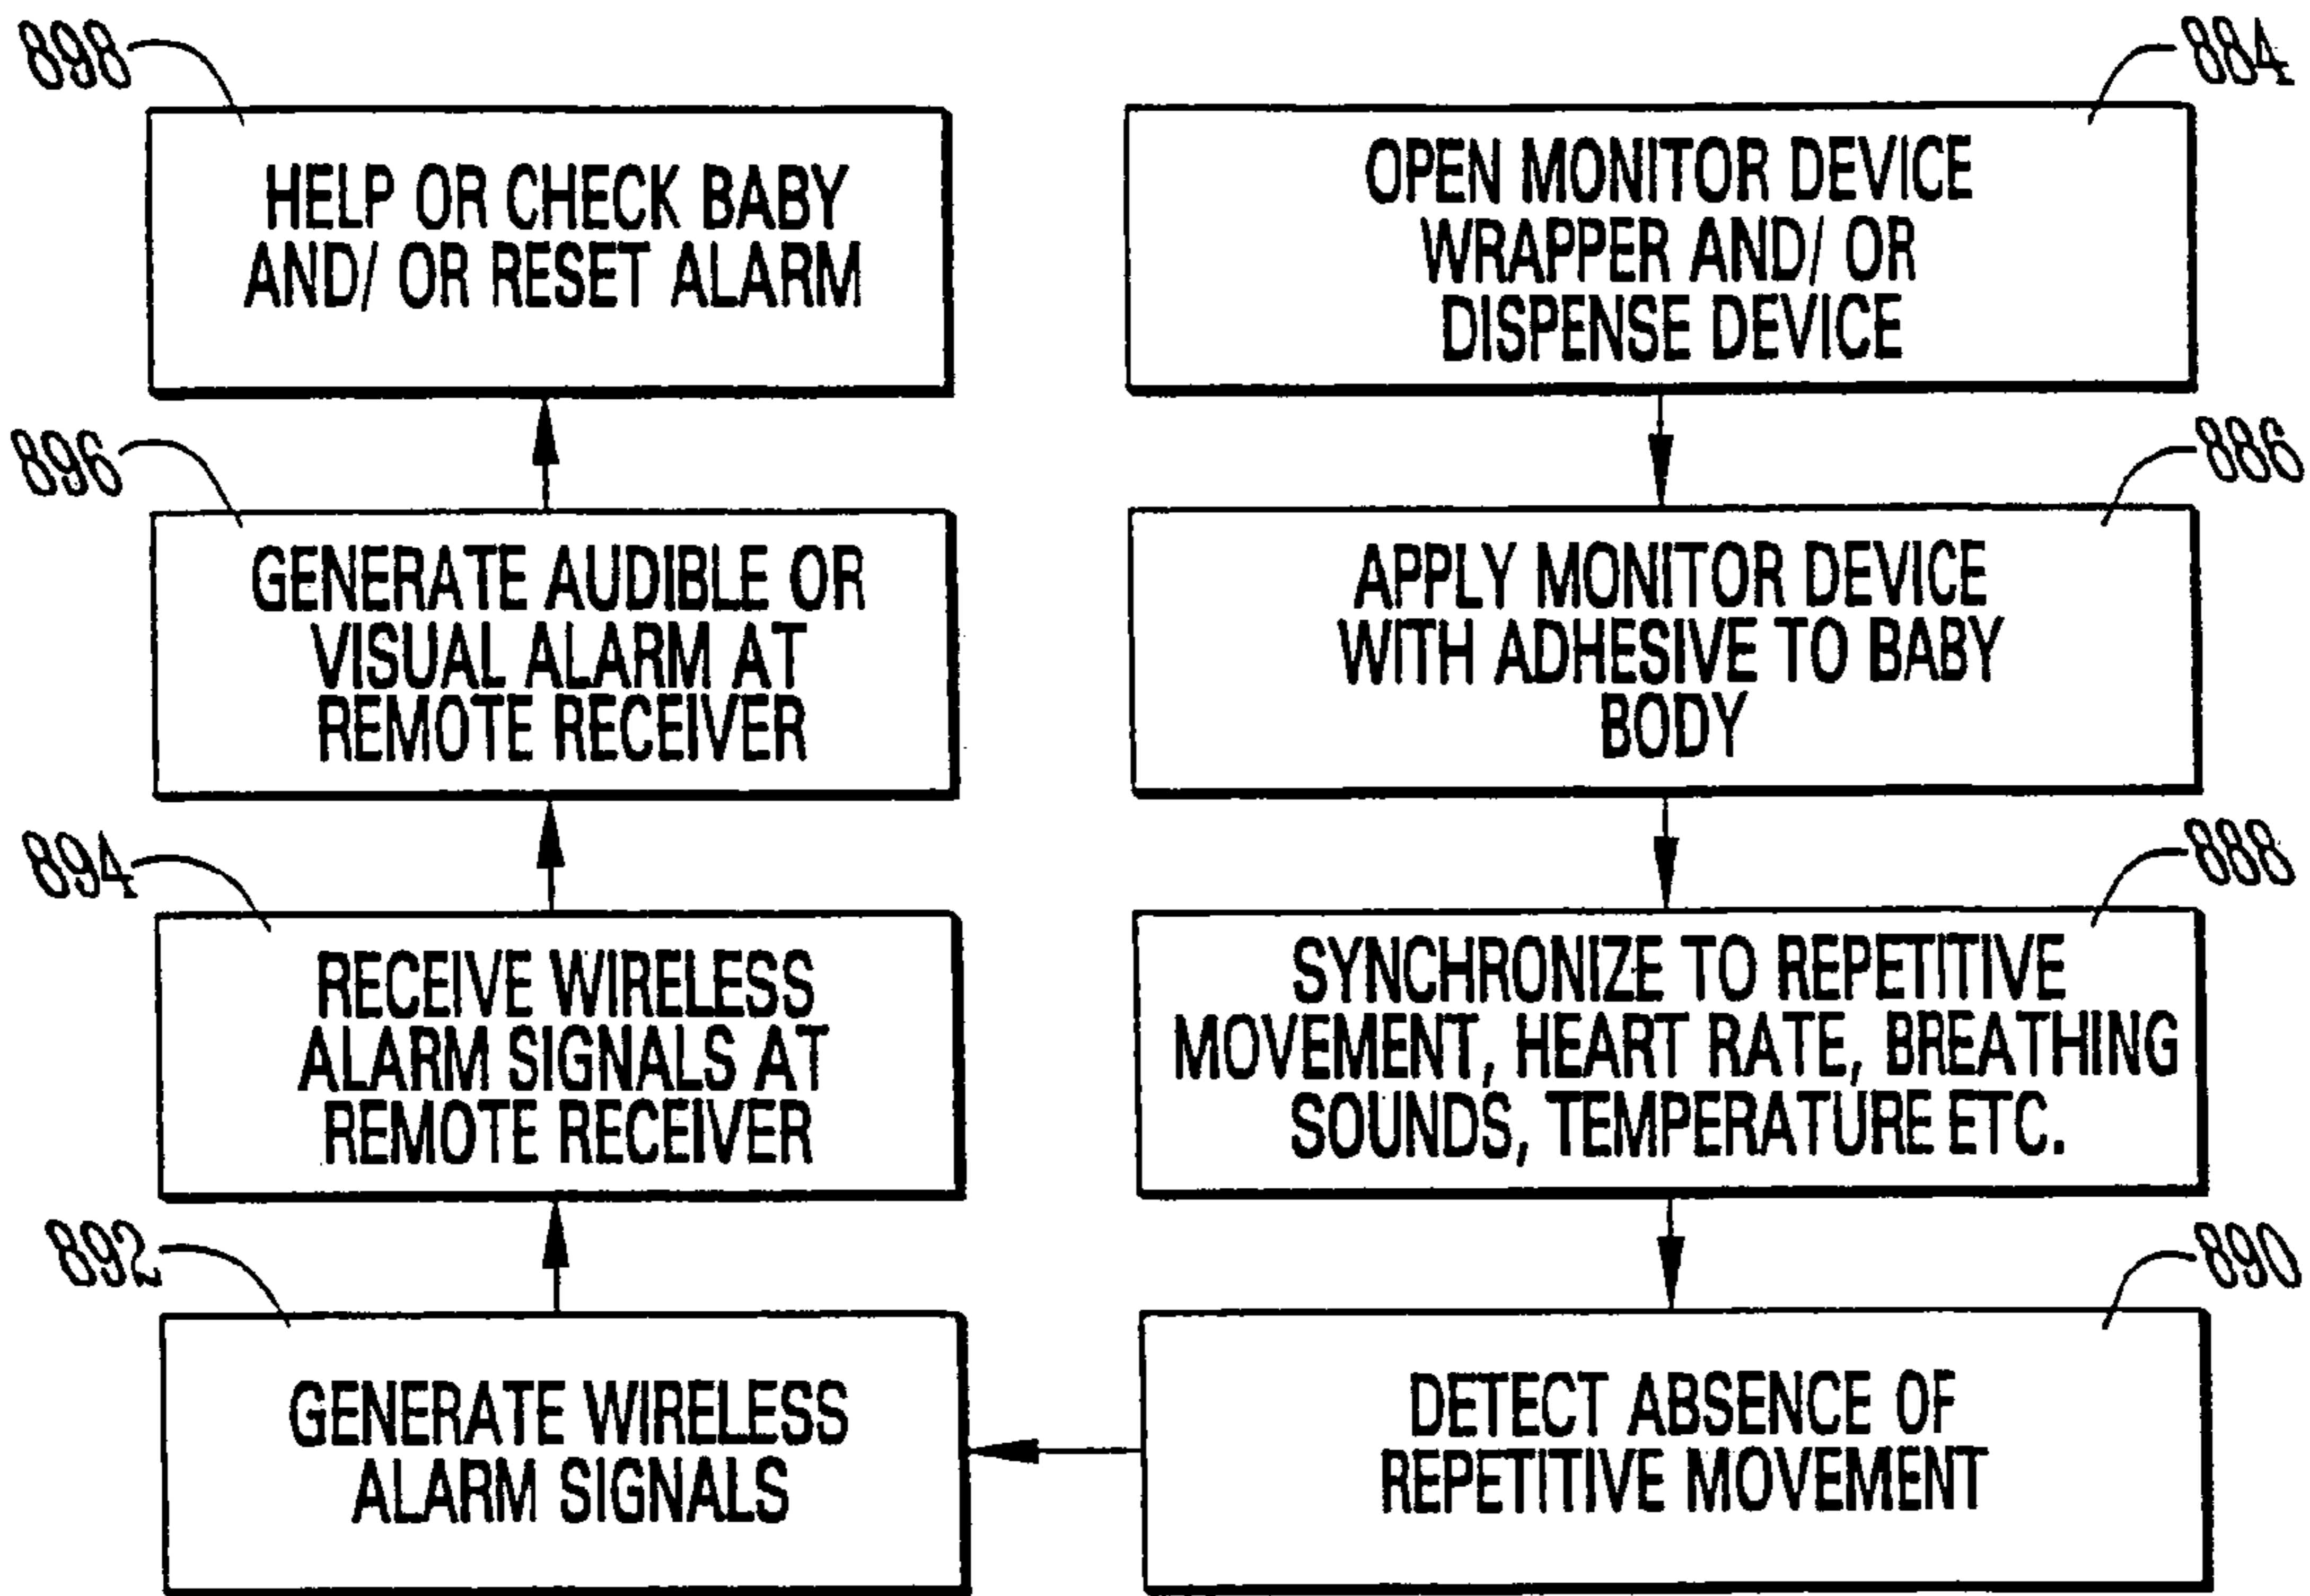 898
HELP OR CHECK BABY
AND/ OR RESET ALARM
884
OPEN MONITOR DEVICE
WRAPPER AND/ OR
DISPENSE DEVICE
896
GENERATE AUDIBLE OR
VISUAL ALARM AT
REMOTE RECEIVER
886
APPLY MONITOR DEVICE
WITH ADHESIVE TO BABY
BODY
894
RECEIVE WIRELESS
ALARM SIGNALS AT
REMOTE RECEIVER
888
SYNCHRONIZE TO REPETITIVE
MOVEMENT, HEART RATE, BREATHING
SOUNDS, TEMPERATURE ETC.
892
GENERATE WIRELESS
ALARM SIGNALS
890
DETECT ABSENCE OF
REPETITIVE MOVEMENT